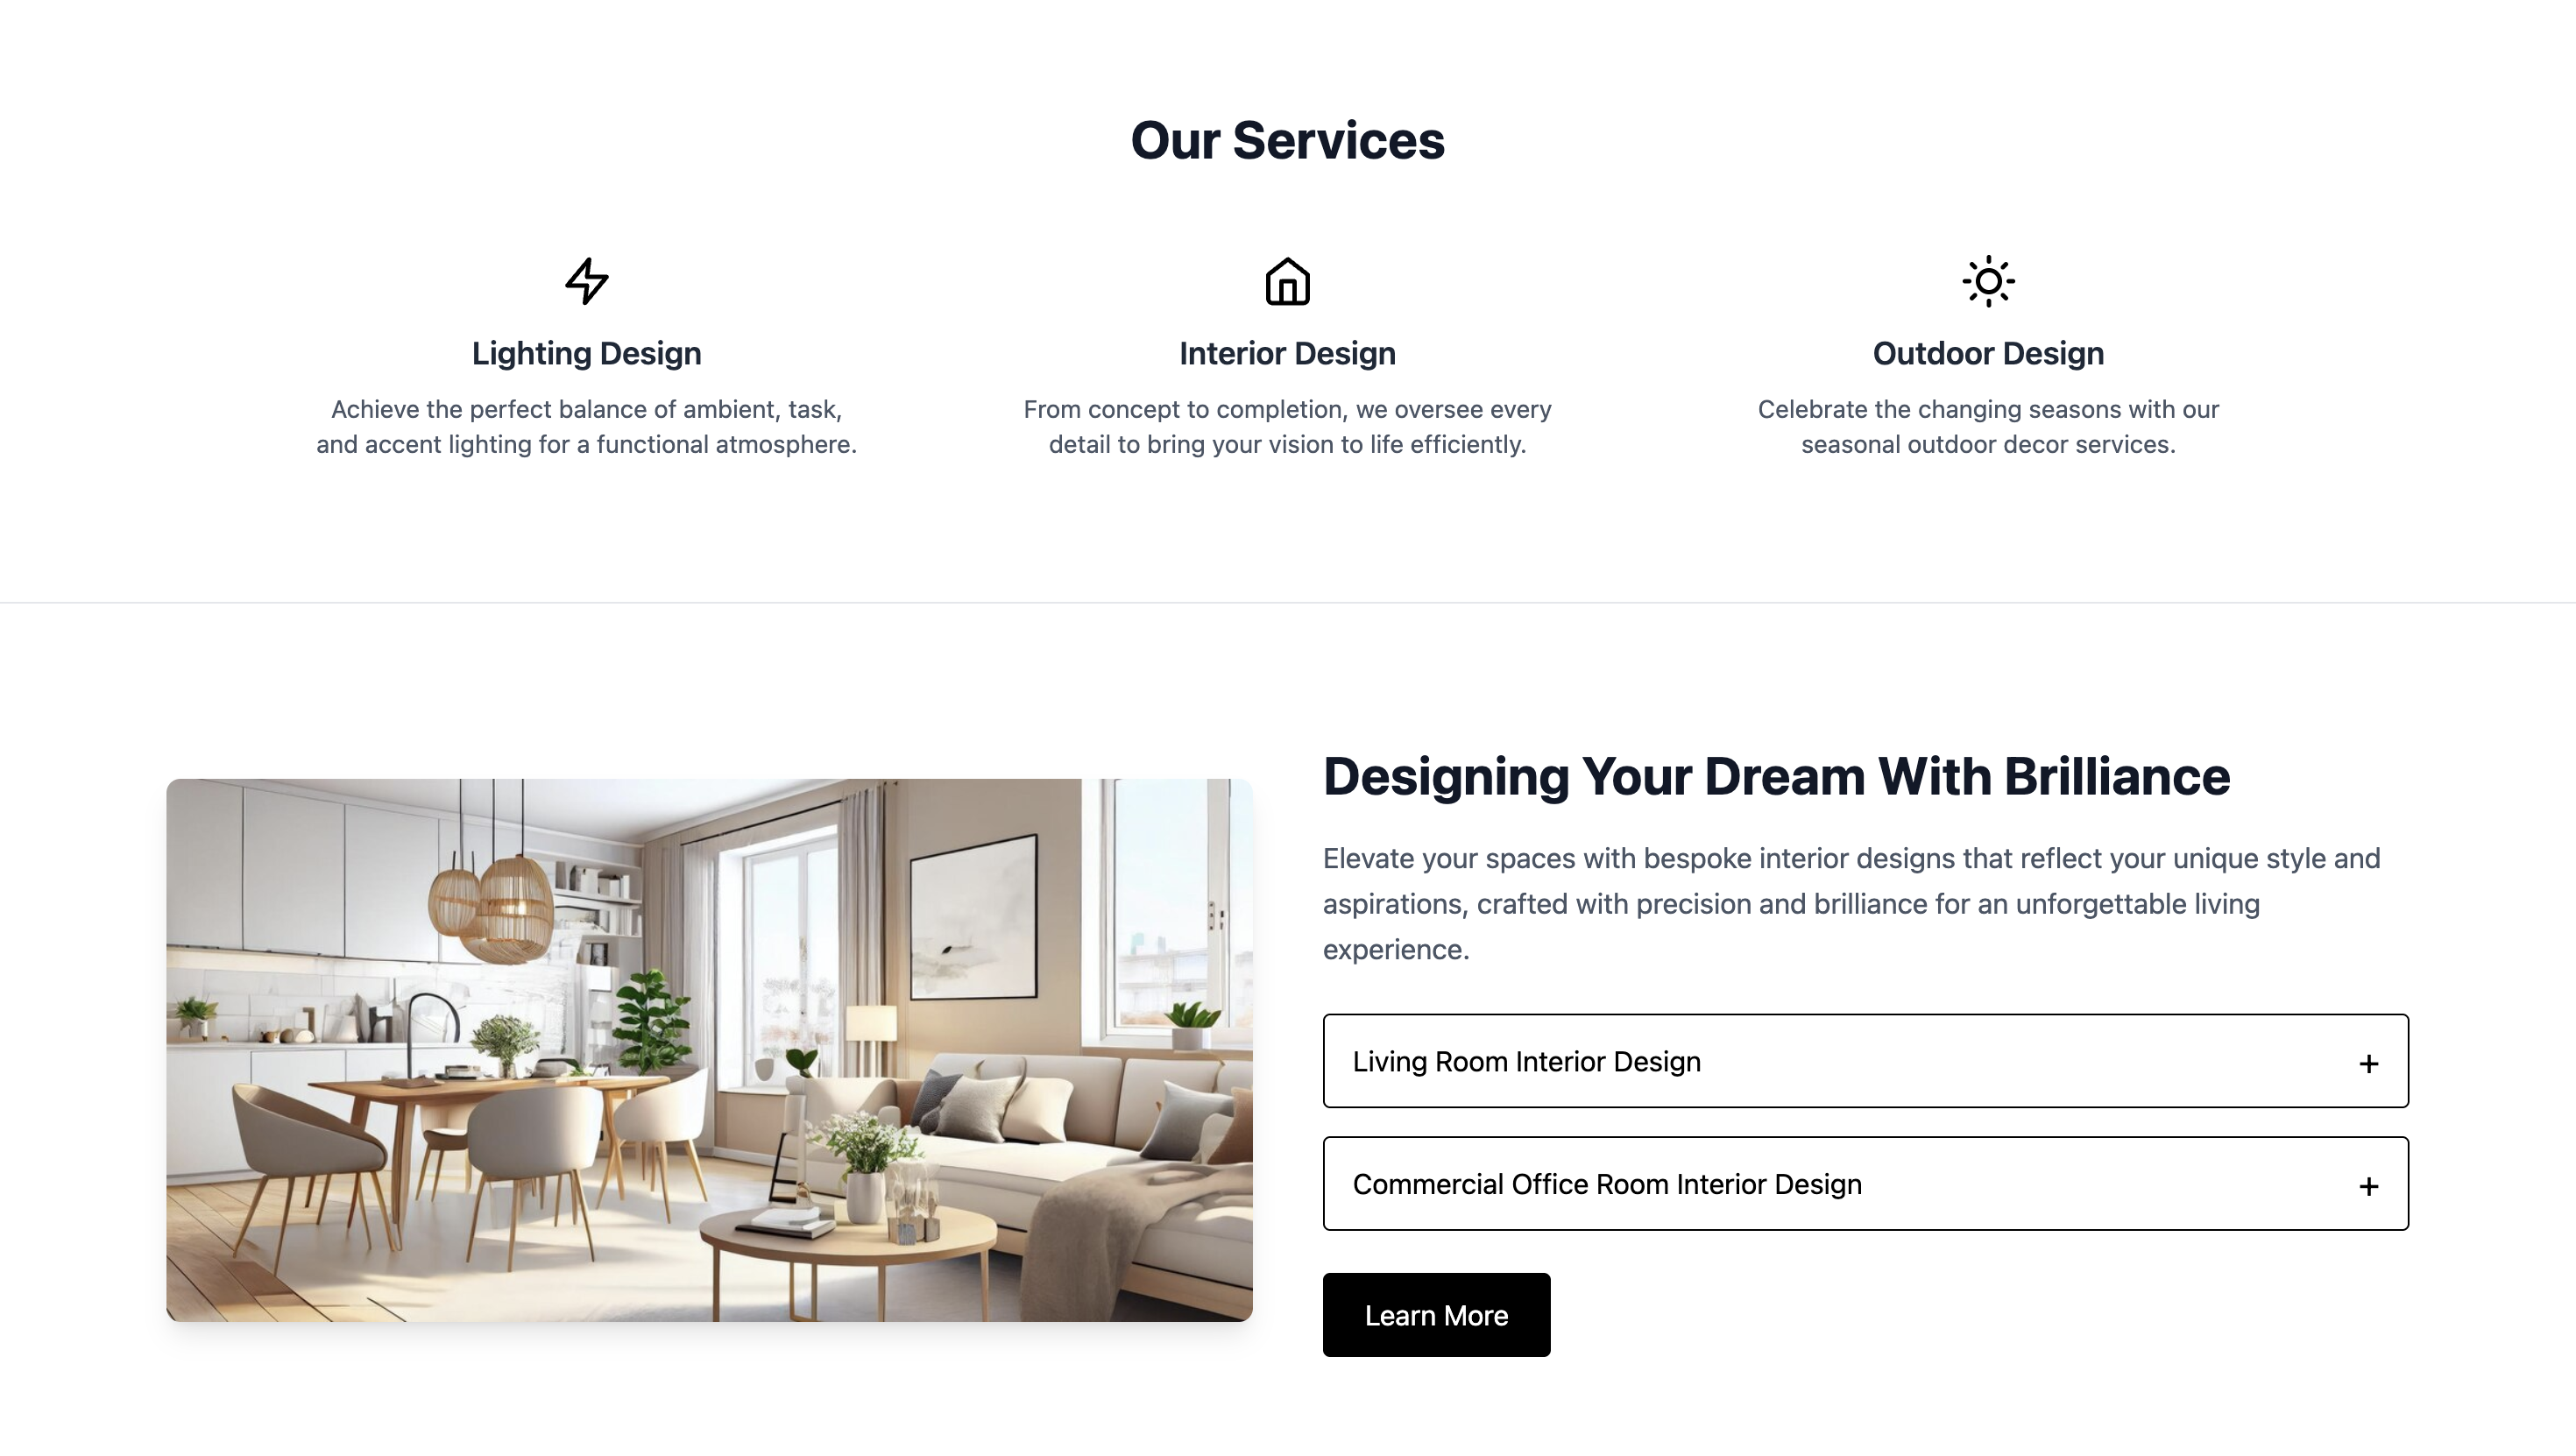 Our Services
Lighting Design
Achieve the perfect balance of ambient, task,
and accent lighting for a functional atmosphere.
Interior Design
From concept to completion, we oversee every
detail to bring your vision to life efficiently.
Outdoor Design
Celebrate the changing seasons with our
seasonal outdoor decor services.
Designing Your Dream With Brilliance
Elevate your spaces with bespoke interior designs that reflect your unique style and
aspirations, crafted with precision and brilliance for an unforgettable living
experience.
Living Room Interior Design
+
Commercial Office Room Interior Design
+
Learn More